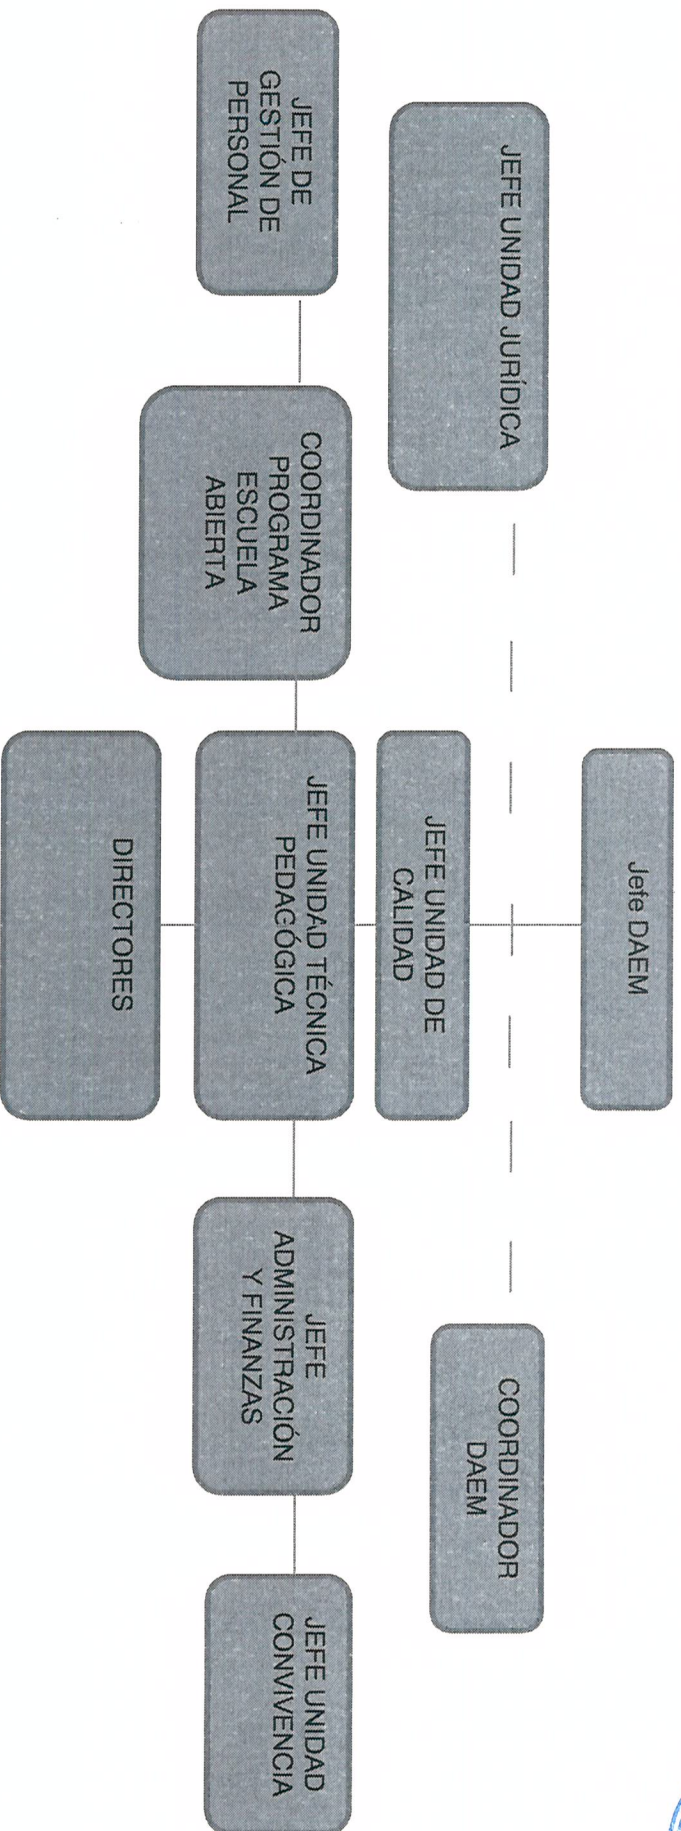 Jefe DAEM
JEFE UNIDAD JURÍDICA
COORDINADOR
DAEM
JEFE UNIDAD DE
CALIDAD
JEFE DE
GESTIÓN DE
PERSONAL
COORDINADOR
PROGRAMA
ESCUELA
ABIERTA
JEFE UNIDAD TÉCNICA
PEDAGÓGICA
JEFE
ADMINISTRACIÓN
Y FINANZAS
JEFE UNIDAD
CONVIVENCIA
DIRECTORES